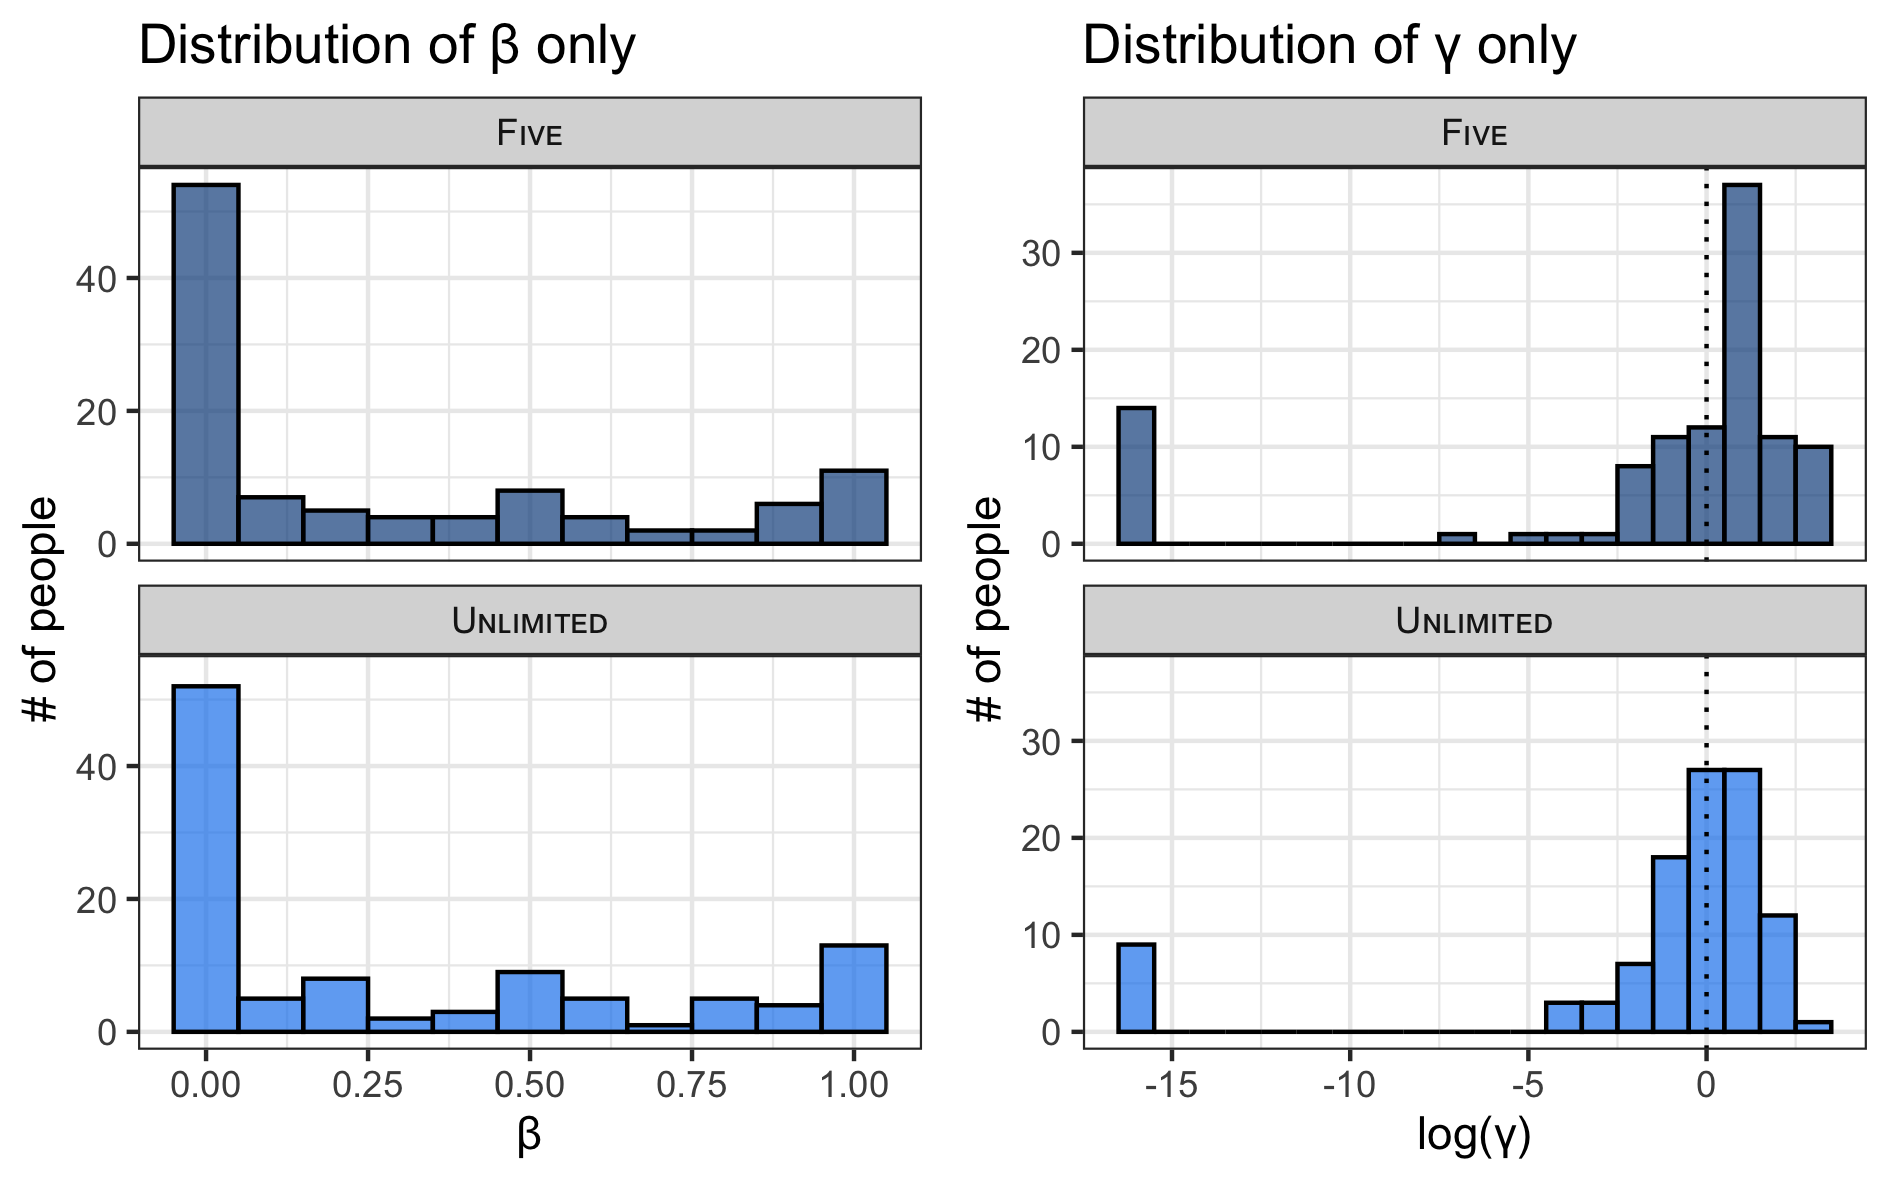 Distribution of β only
Five
# of people
40
20
0
Unlimited
40
20
0
0.00 0.25 0.50 0.75 1.00
β
Distribution of γ only
Five
# of people
30
20
10
0
Unlimited
30
20
10
0
-15 -10 -5 0
log(γ)